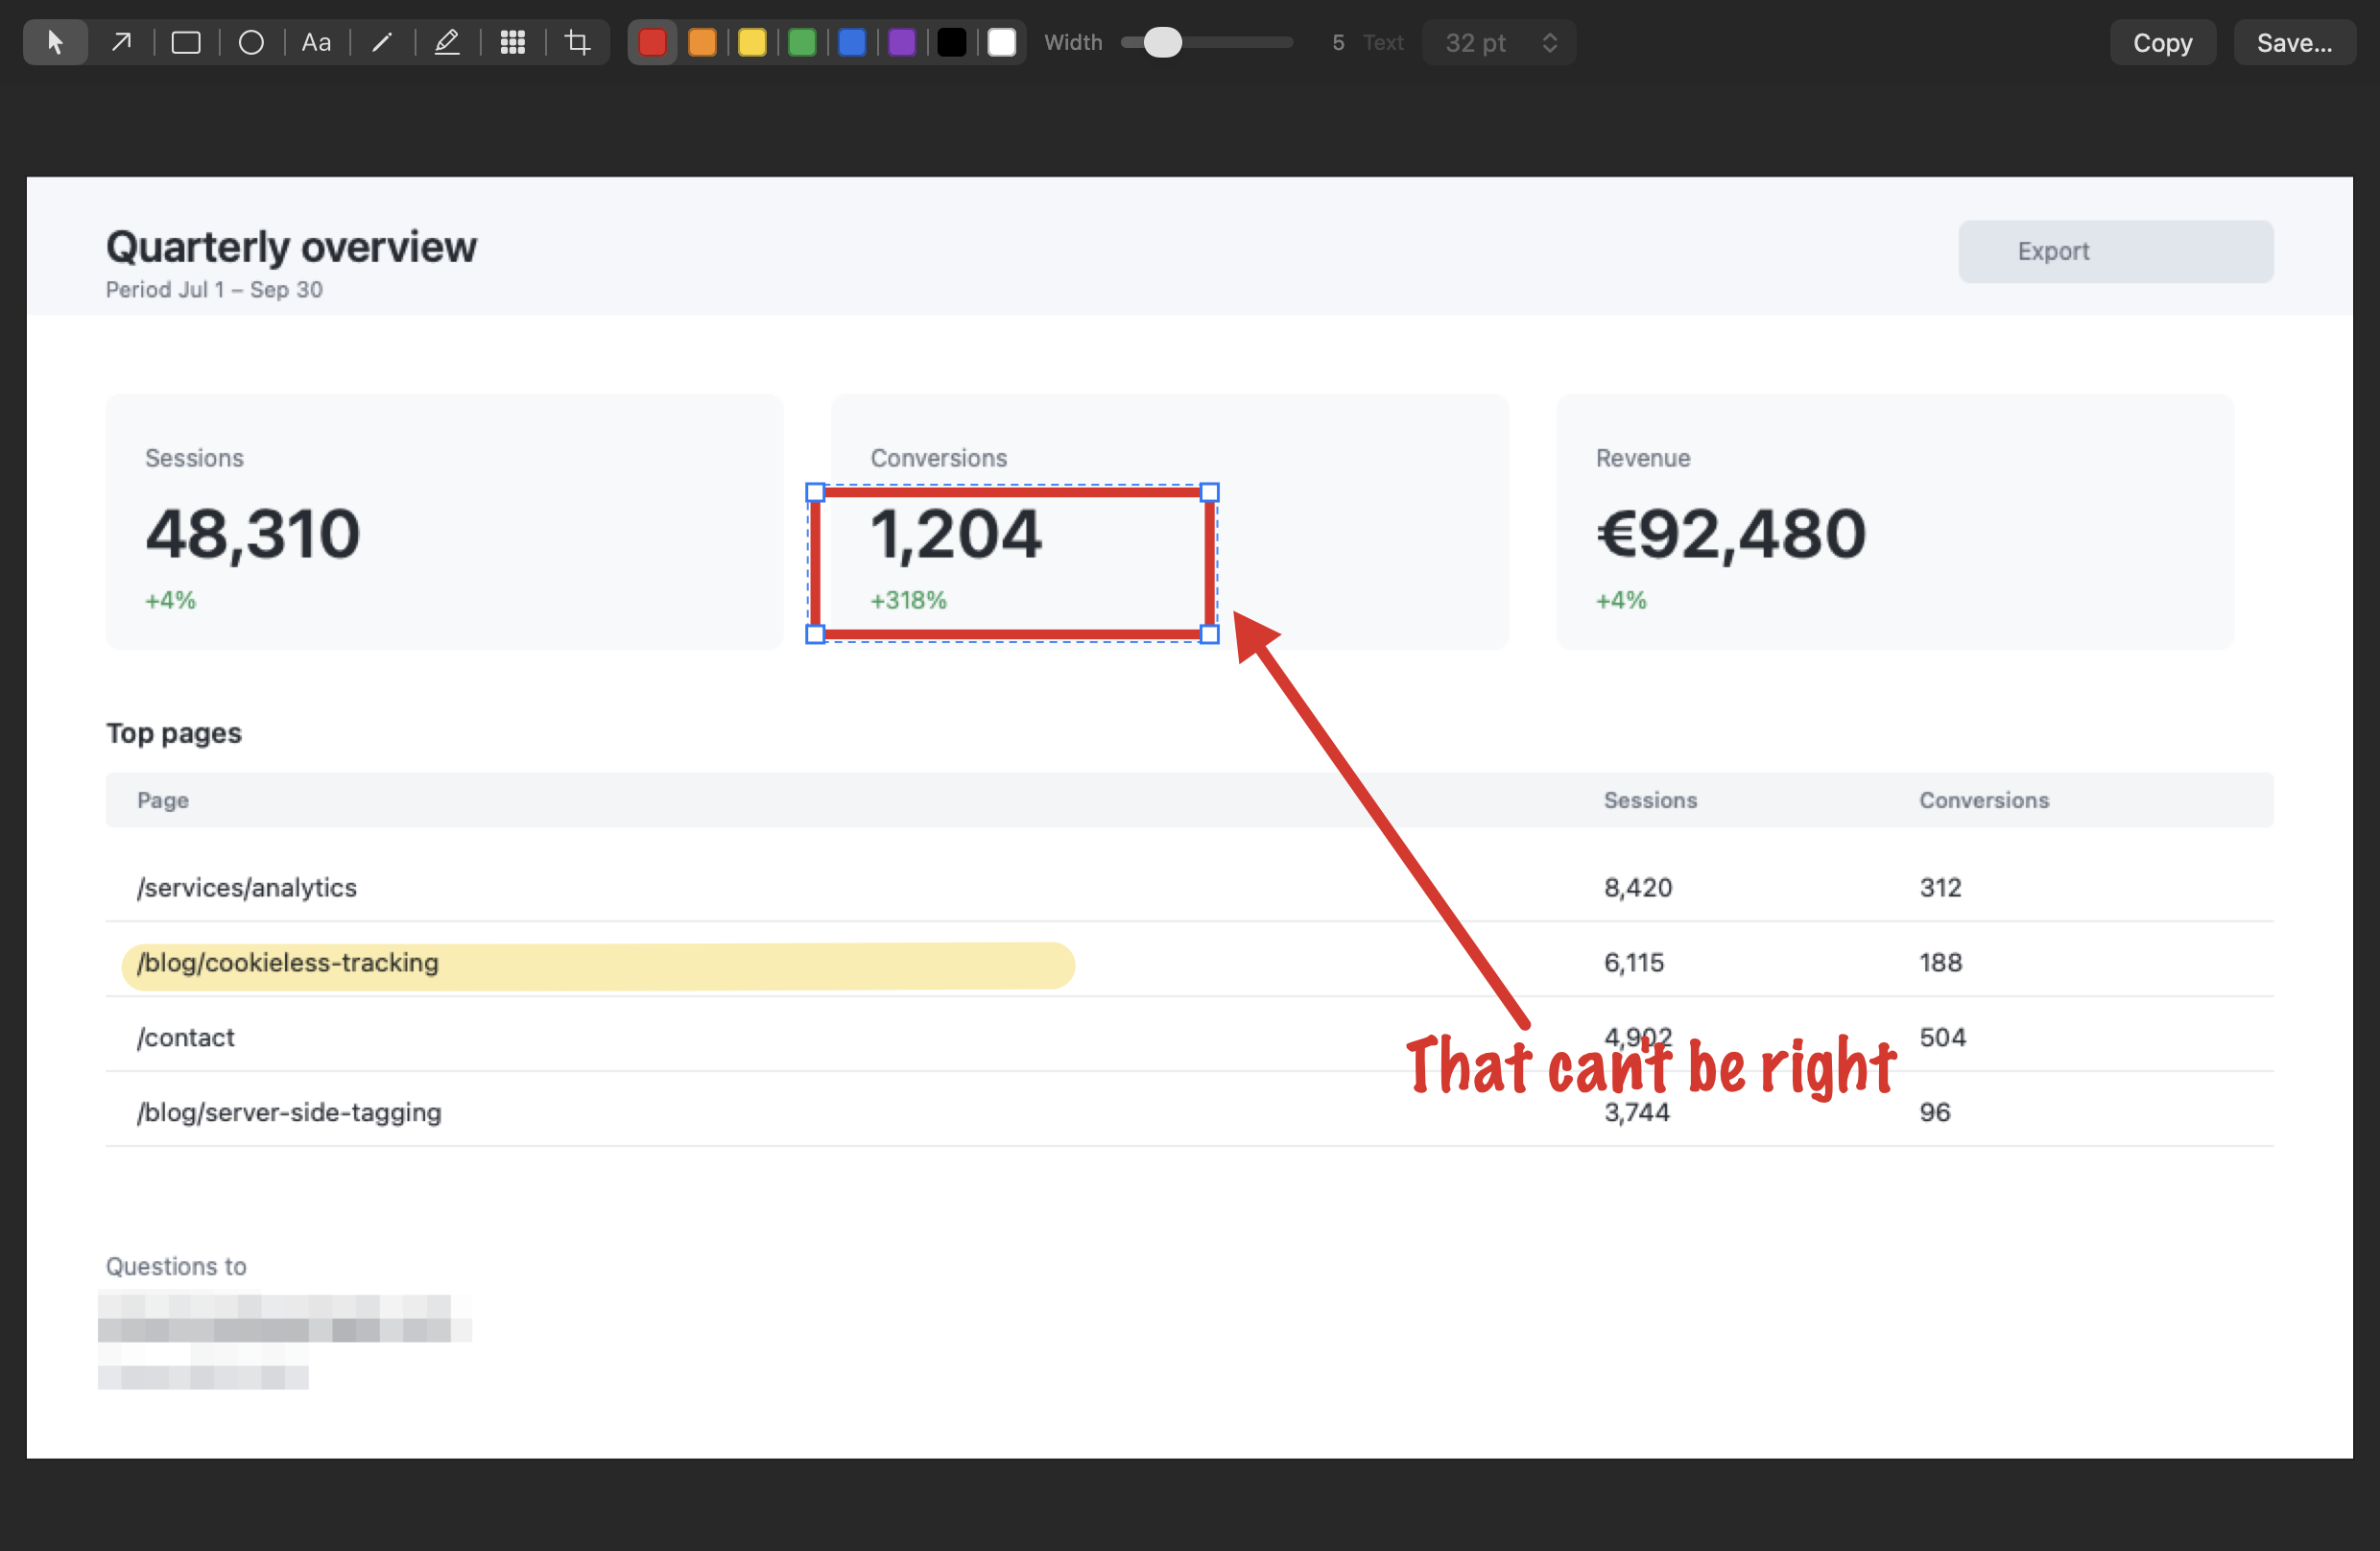 Aa
Width
5
Text
32 pt
Copy
Save...
Quarterly overview
Period Jul 1 – Sep 30
Export
Sessions
48,310
+4%
Conversions
1,204
+318%
Revenue
€92,480
+4%
Top pages
Page Sessions Conversions
/services/analytics 8,420 312
/blog/cookieless-tracking 6,115 188
/contact 4,902 504
That can't be right
/blog/server-side-tagging 3,744 96
Questions to